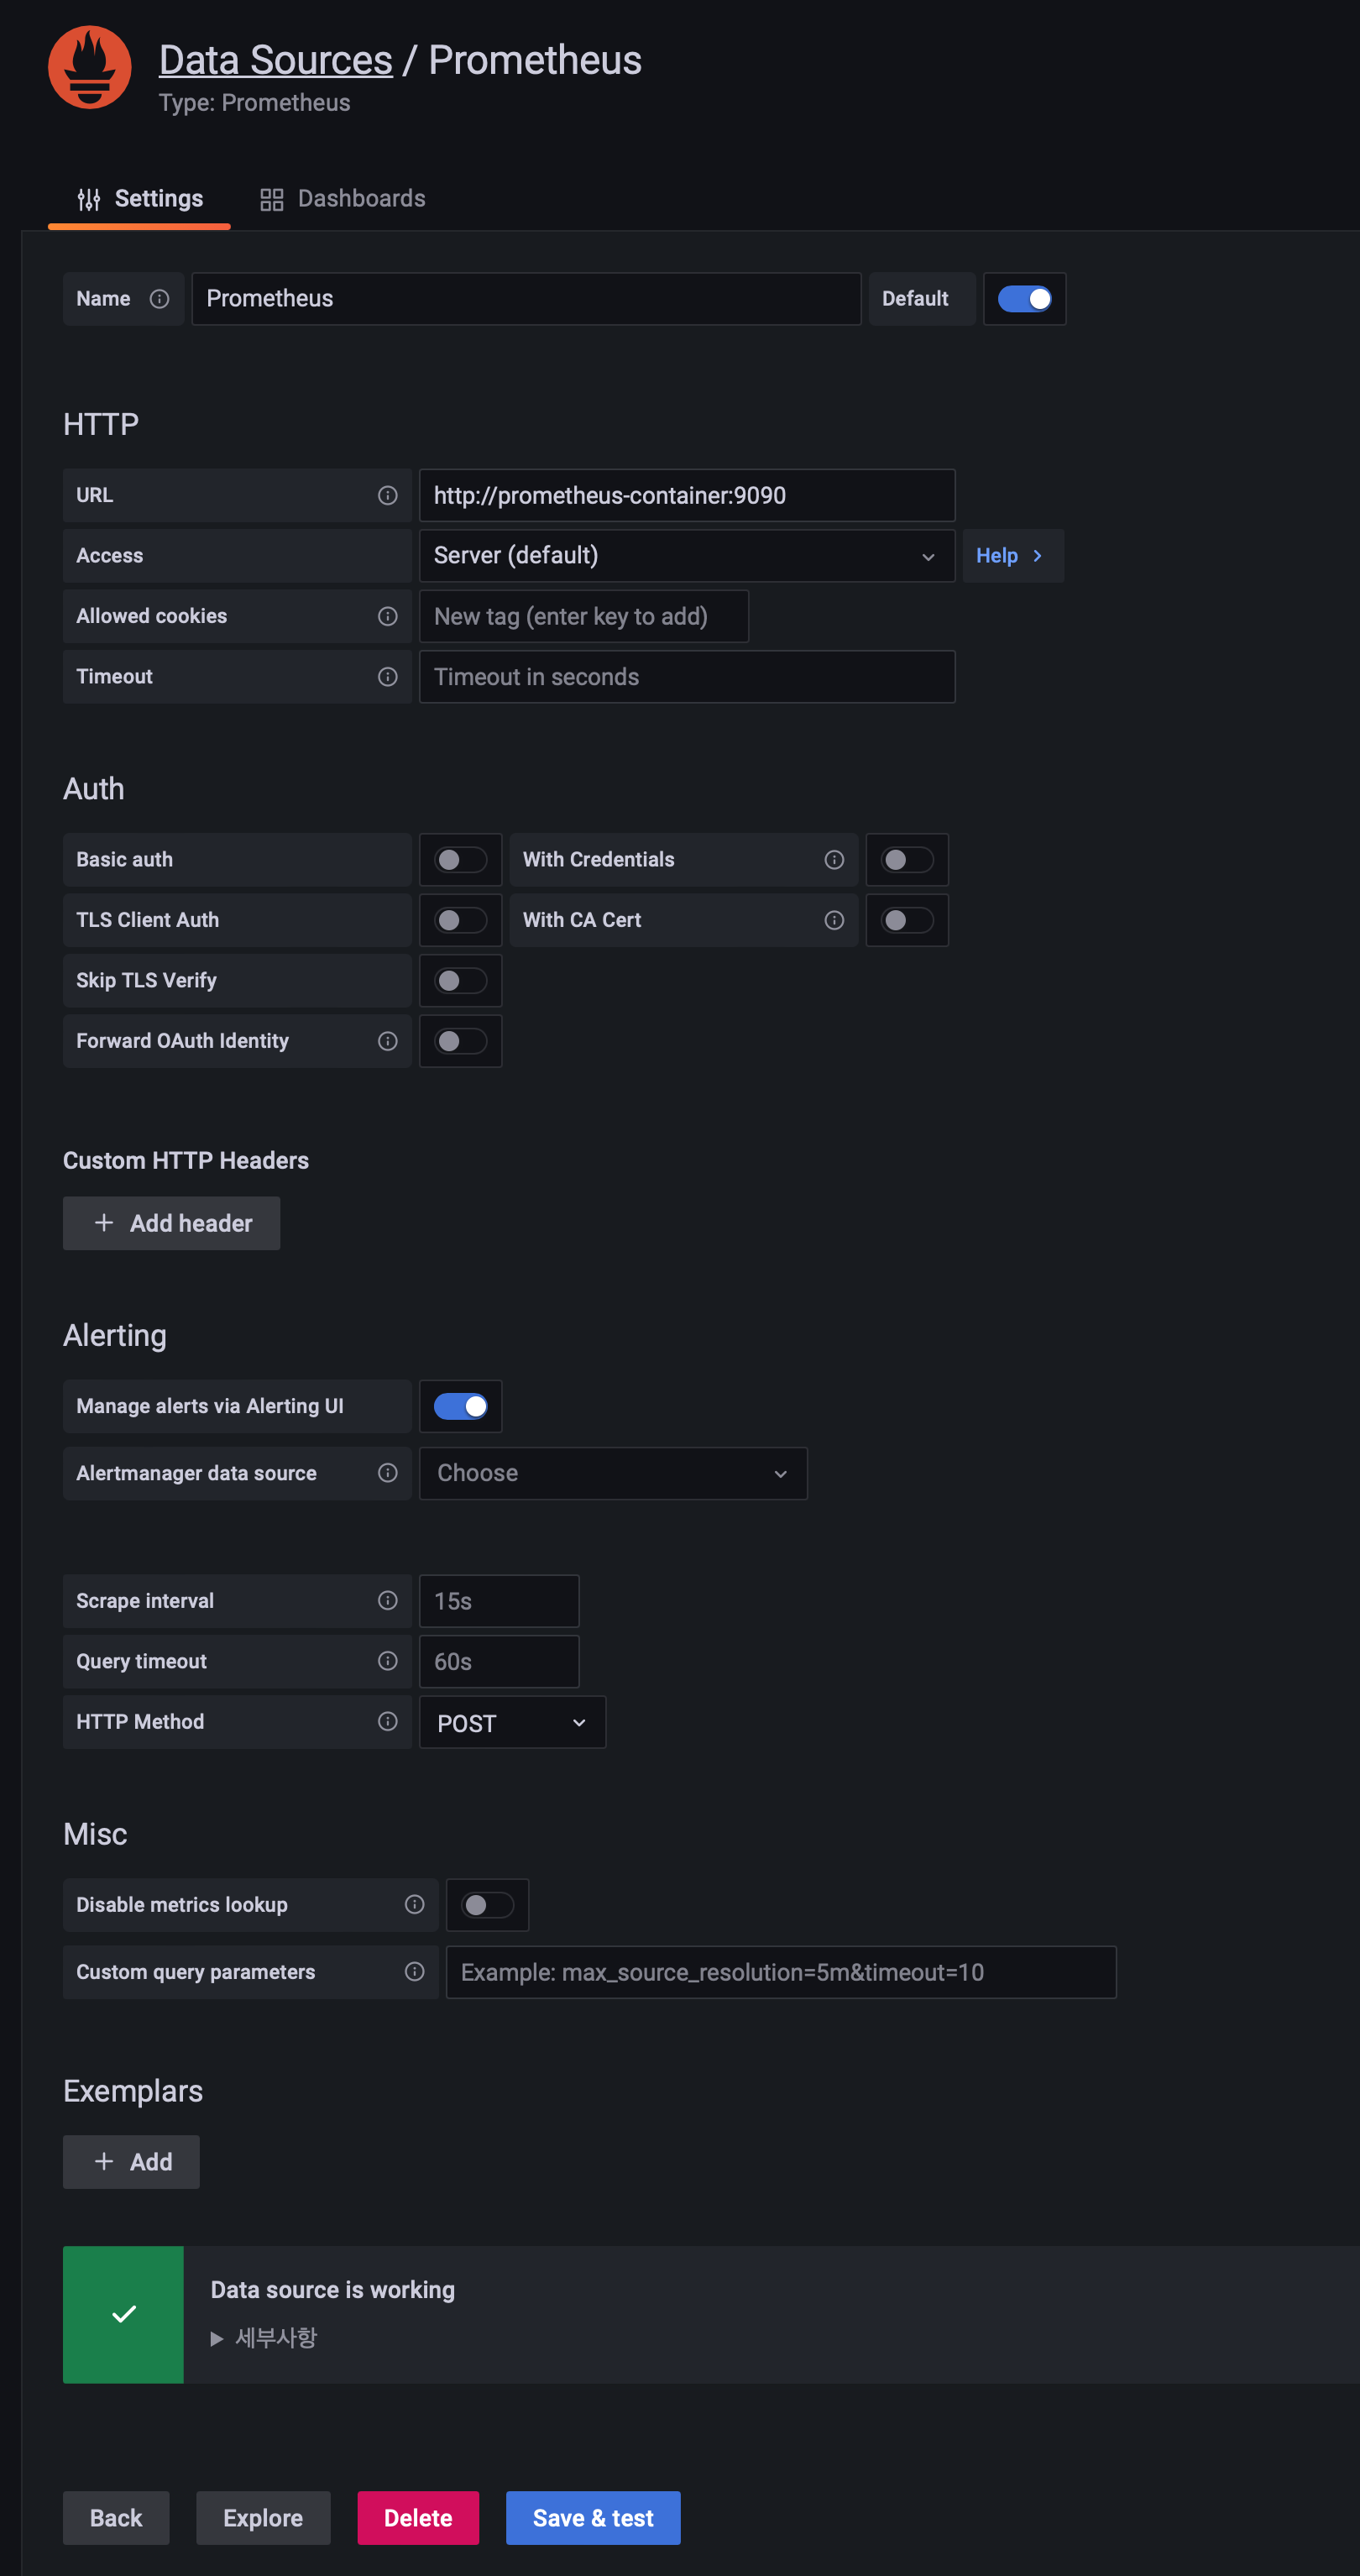 Data Sources / Prometheus
Type: Prometheus
Settings Dashboards
Name Prometheus Default
HTTP
URL http://prometheus-container:9090
Access Server (default) Help
Allowed cookies New tag (enter key to add)
Timeout Timeout in seconds
Auth
Basic auth With Credentials
TLS Client Auth With CA Cert
Skip TLS Verify
Forward OAuth Identity
Custom HTTP Headers
Add header
Alerting
Manage alerts via Alerting UI
Alertmanager data source Choose
Scrape interval 15s
Query timeout 60s
HTTP Method POST
Misc
Disable metrics lookup
Custom query parameters Example: max_source_resolution=5m&timeout=10
Exemplars
Add
Data source is working
세부사항
Back Explore Delete Save & test